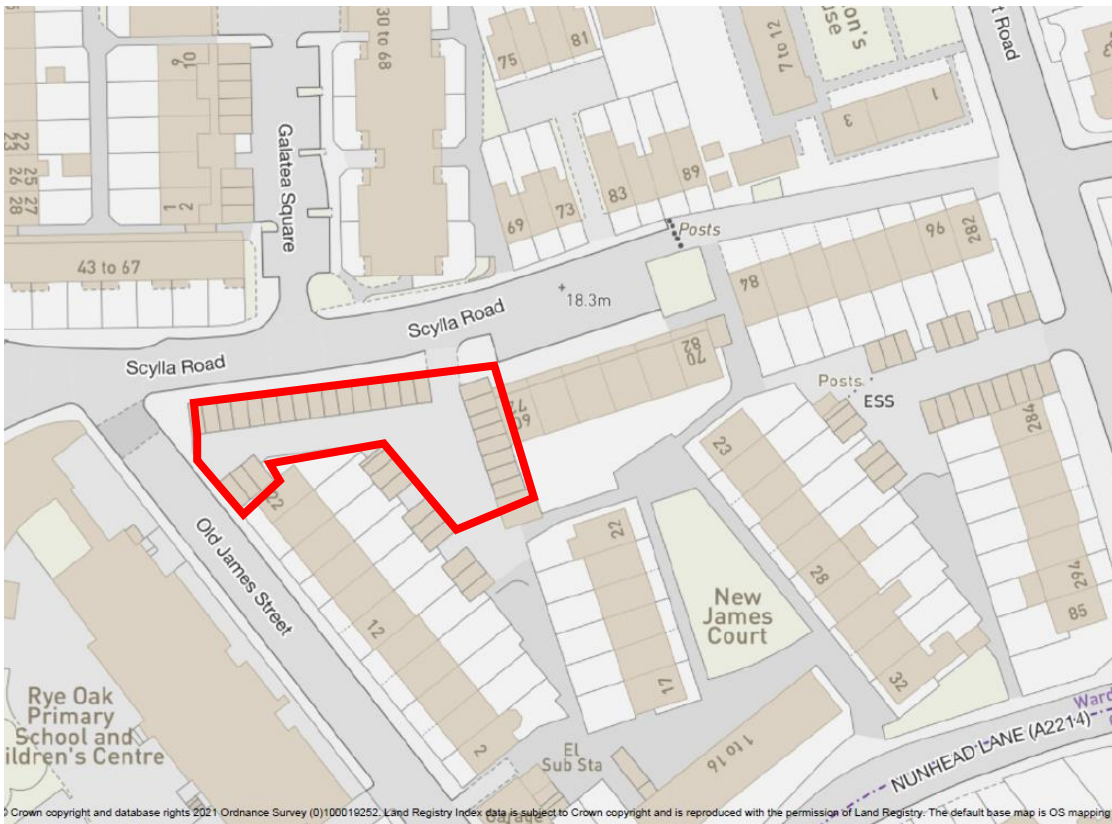 30 to 68
81
75
7 to 12
3
1
9
10
Galatea Square
22
25
27
26
28
1
2
83
89
69
73
Posts
96
282
43 to 67
84
18.3m
Scylla Road
Scylla Road
70
82
Posts
ESS
284
23
22
22
Old James Street
28
New
James
Court
294
85
12
17
32
Rye Oak
Primary
School and
ildren's Centre
2
El
Sub Sta
1 to 16
NUNHEAD LANE (A2214)
Ward
Crown copyright and database rights 2021 Ordnance Survey (0)100019252. Land Registry Index data is subject to Crown copyright and is reproduced with the permission of Land Registry. The default base map is OS mapping